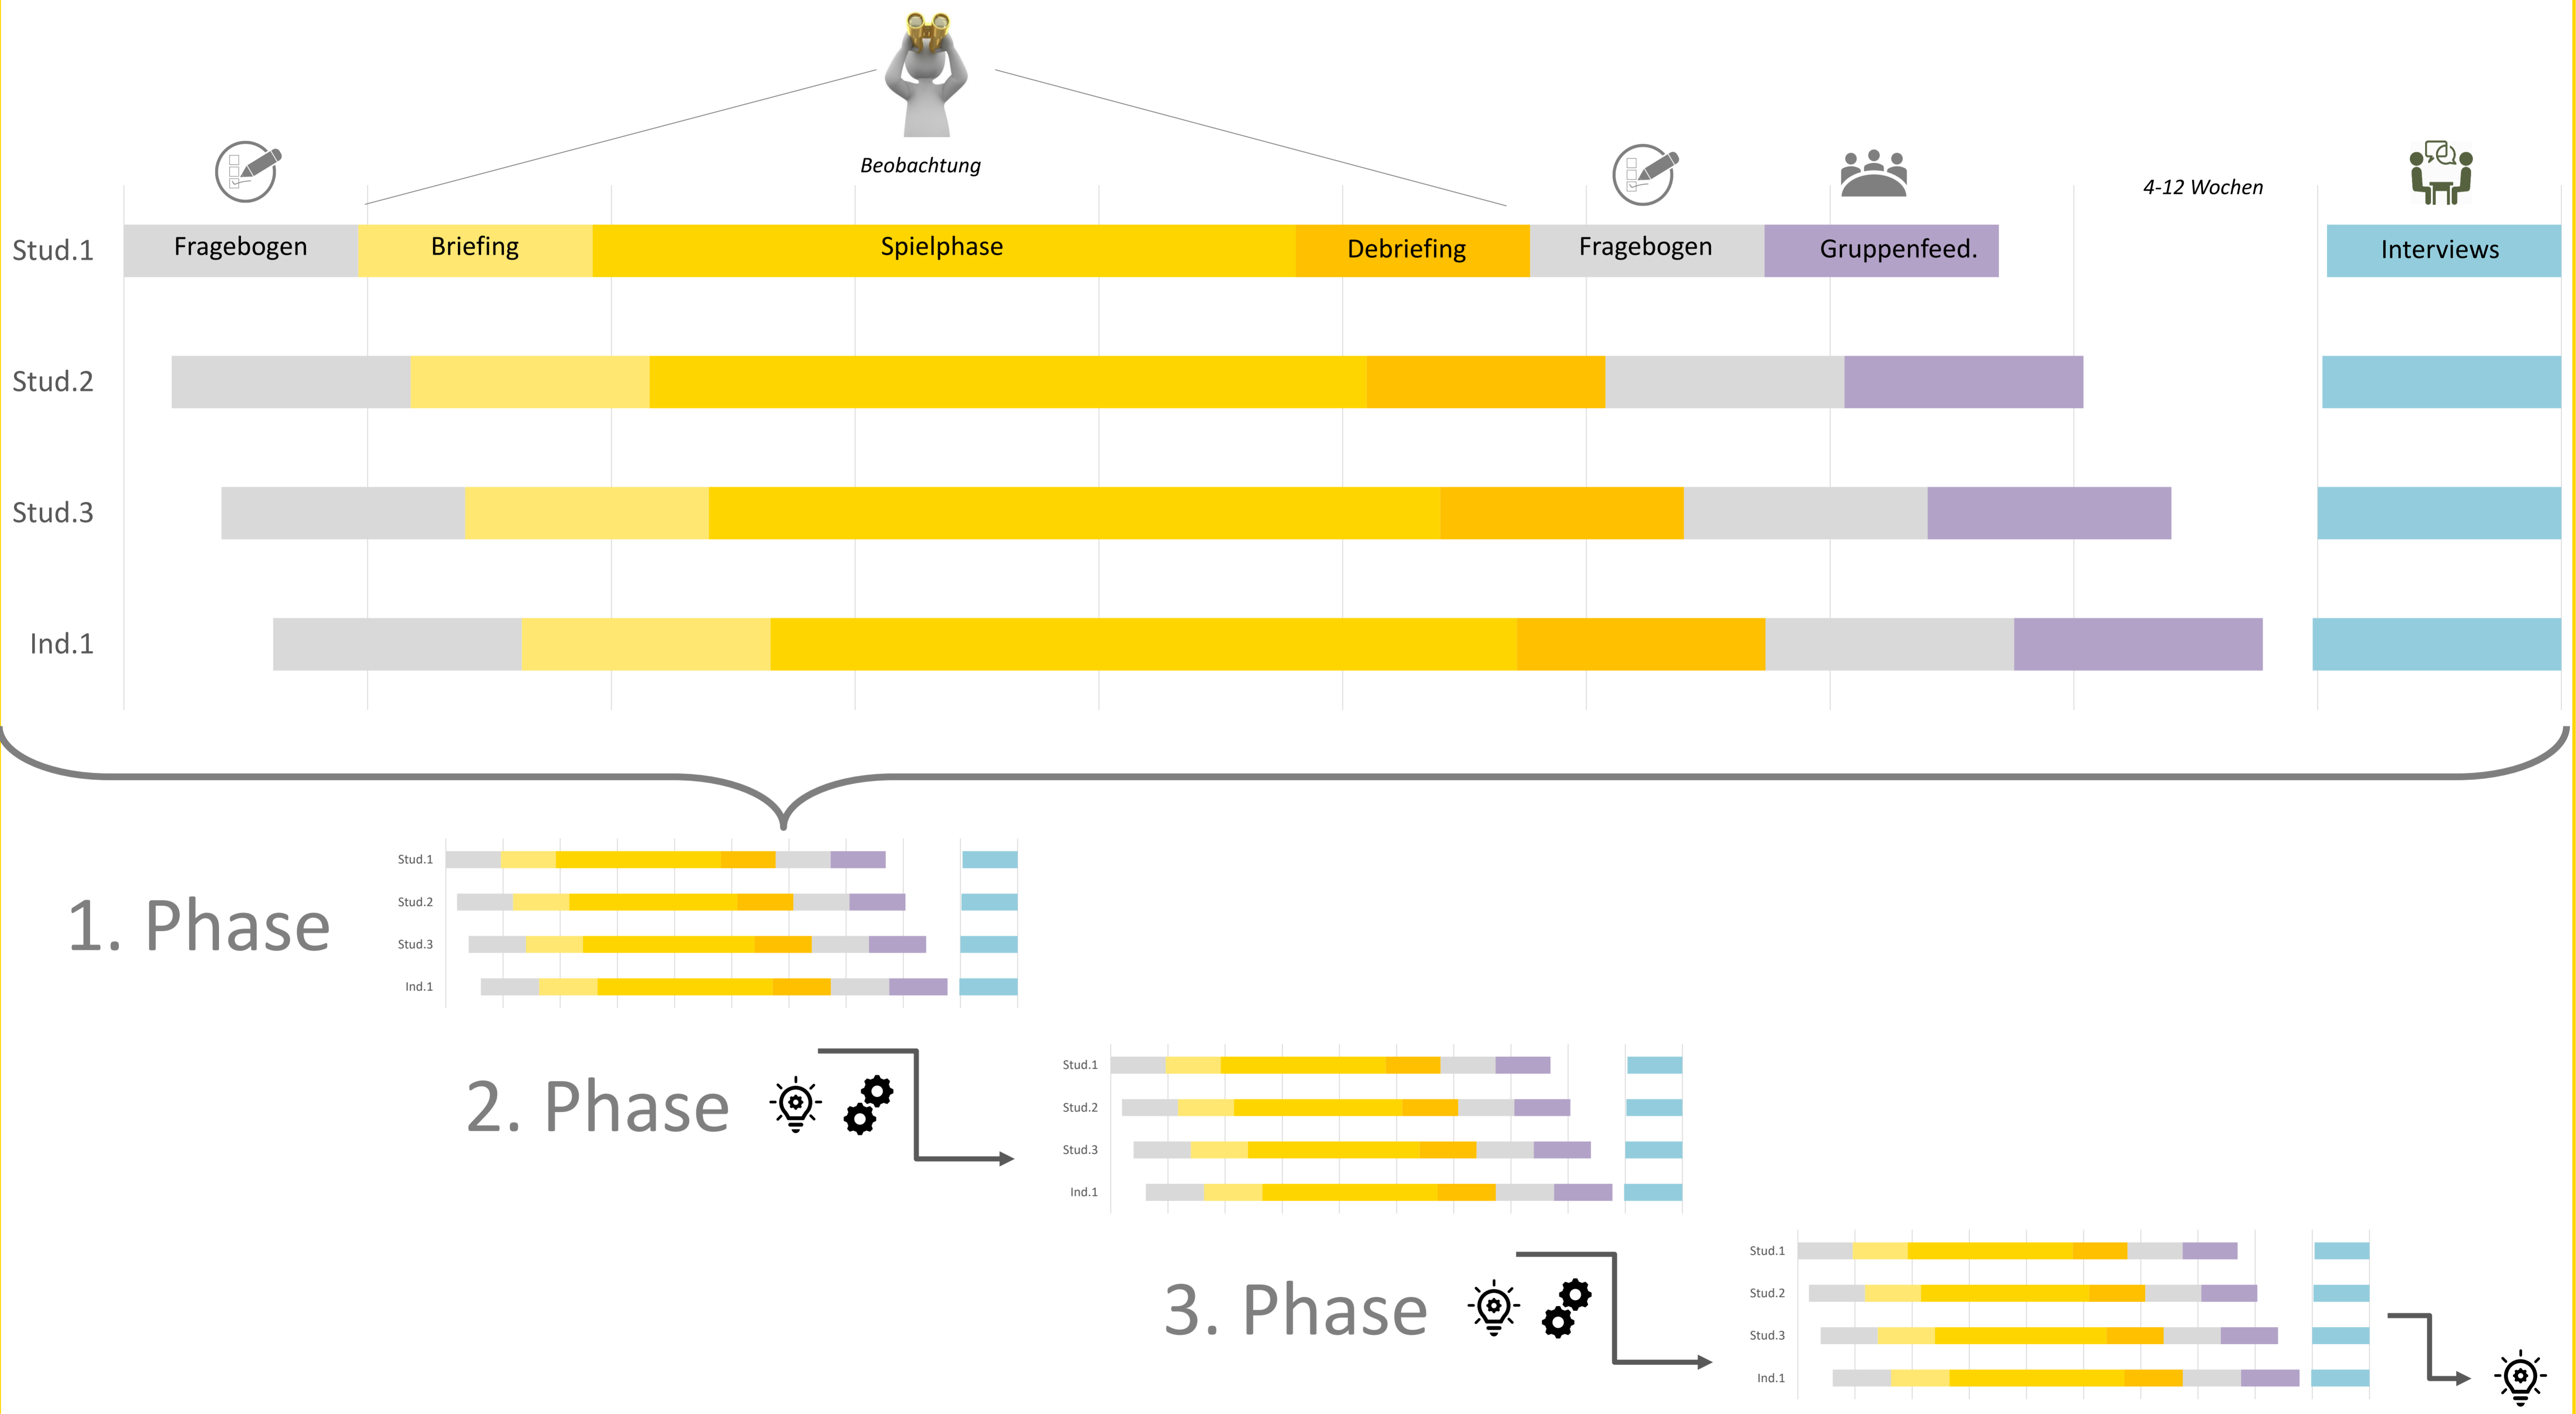 Beobachtung
4-12 Wochen
Stud.1 Fragebogen Briefing Spielphase Debriefing Fragebogen Gruppenfeed. Interviews
Stud.2
Stud.3
Ind.1
1. Phase
Stud.1
Stud.2
Stud.3
Ind.1
2. Phase
Stud.1
Stud.2
Stud.3
Ind.1
3. Phase
Stud.1
Stud.2
Stud.3
Ind.1